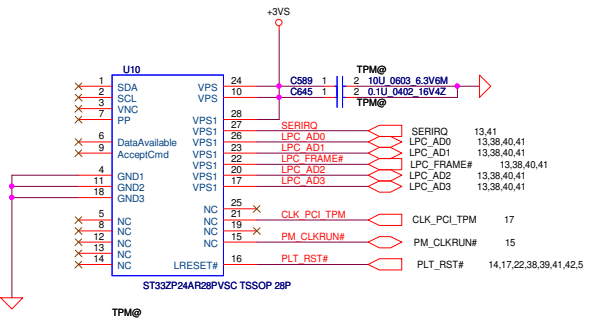 +3VS
U10
TPM@
1 SDA VPS 24 C589 1 2 10U_0603_6.3V6M
2 SCL VPS 10 C645 1 2 0.1U_0402_16V4Z
3 VNC TPM@
7 PP VPS1 28
VPS1 27 SERIRQ SERIRQ 13,41
6 DataAvailable VPS1 26 LPC_AD0 LPC_AD0 13,38,40,41
9 AcceptCmd VPS1 23 LPC_AD1 LPC_AD1 13,38,40,41
VPS1 22 LPC_FRAME# LPC_FRAME# 13,38,40,41
4 GND1 VPS1 20 LPC_AD2 LPC_AD2 13,38,40,41
11 GND2 VPS1 17 LPC_AD3 LPC_AD3 13,38,40,41
18 GND3
NC 25
5 NC NC 21 CLK_PCI_TPM CLK_PCI_TPM 17
8 NC NC 19
12 NC NC 15 PM_CLKRUN# PM_CLKRUN# 15
13 NC
14 NC LRESET# 16 PLT_RST# PLT_RST# 14,17,22,38,39,41,42,5
ST33ZP24AR28PVSC TSSOP 28P
TPM@